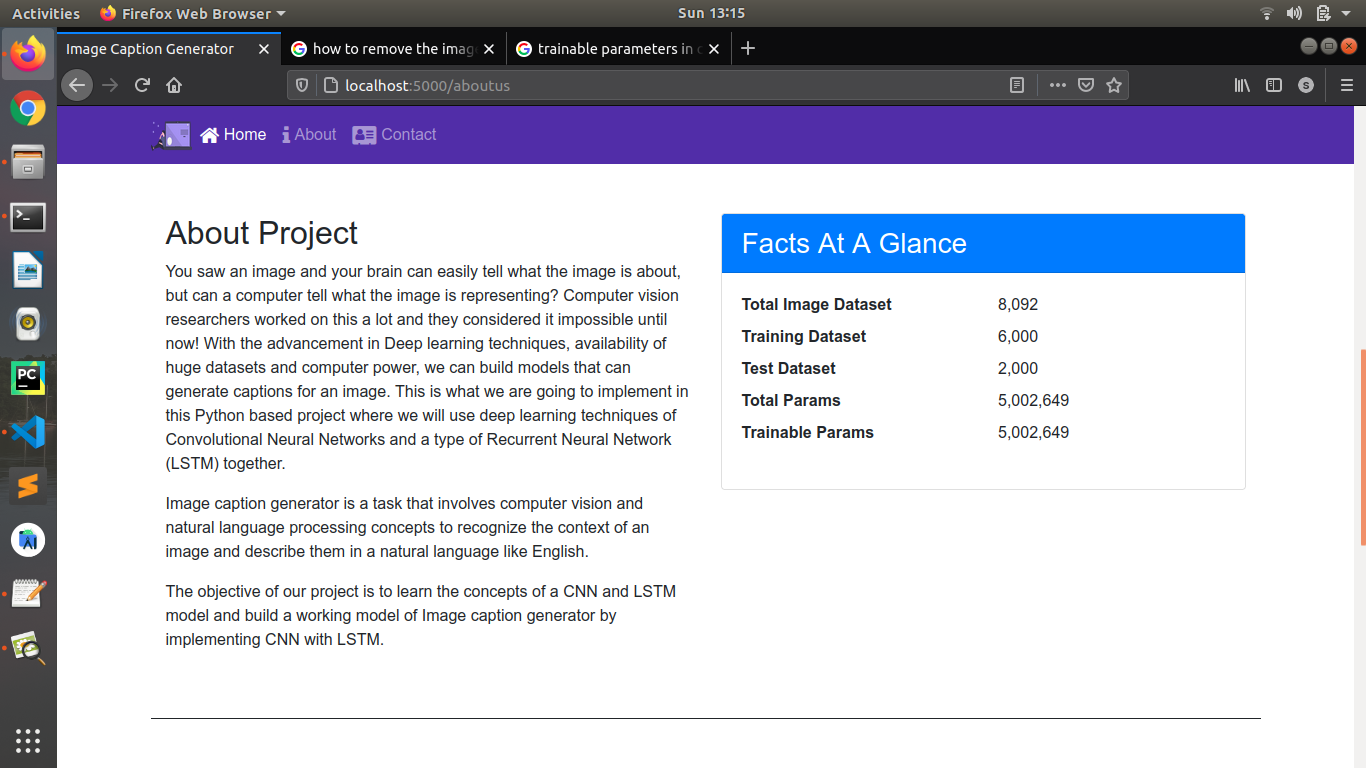 Activities Firefox Web Browser Sun 13:15
Image Caption Generator how to remove the imag trainable parameters in
localhost:5000/aboutus S
Home About Contact
About Project
You saw an image and your brain can easily tell what the image is about,
but can a computer tell what the image is representing? Computer vision
researchers worked on this a lot and they considered it impossible until
now! With the advancement in Deep learning techniques, availability of
huge datasets and computer power, we can build models that can
generate captions for an image. This is what we are going to implement in
this Python based project where we will use deep learning techniques of
Convolutional Neural Networks and a type of Recurrent Neural Network
(LSTM) together.
Image caption generator is a task that involves computer vision and
natural language processing concepts to recognize the context of an
image and describe them in a natural language like English.
The objective of our project is to learn the concepts of a CNN and LSTM
model and build a working model of Image caption generator by
implementing CNN with LSTM.
Facts At A Glance
Total Image Dataset 8,092
Training Dataset 6,000
Test Dataset 2,000
Total Params 5,002,649
Trainable Params 5,002,649
PC